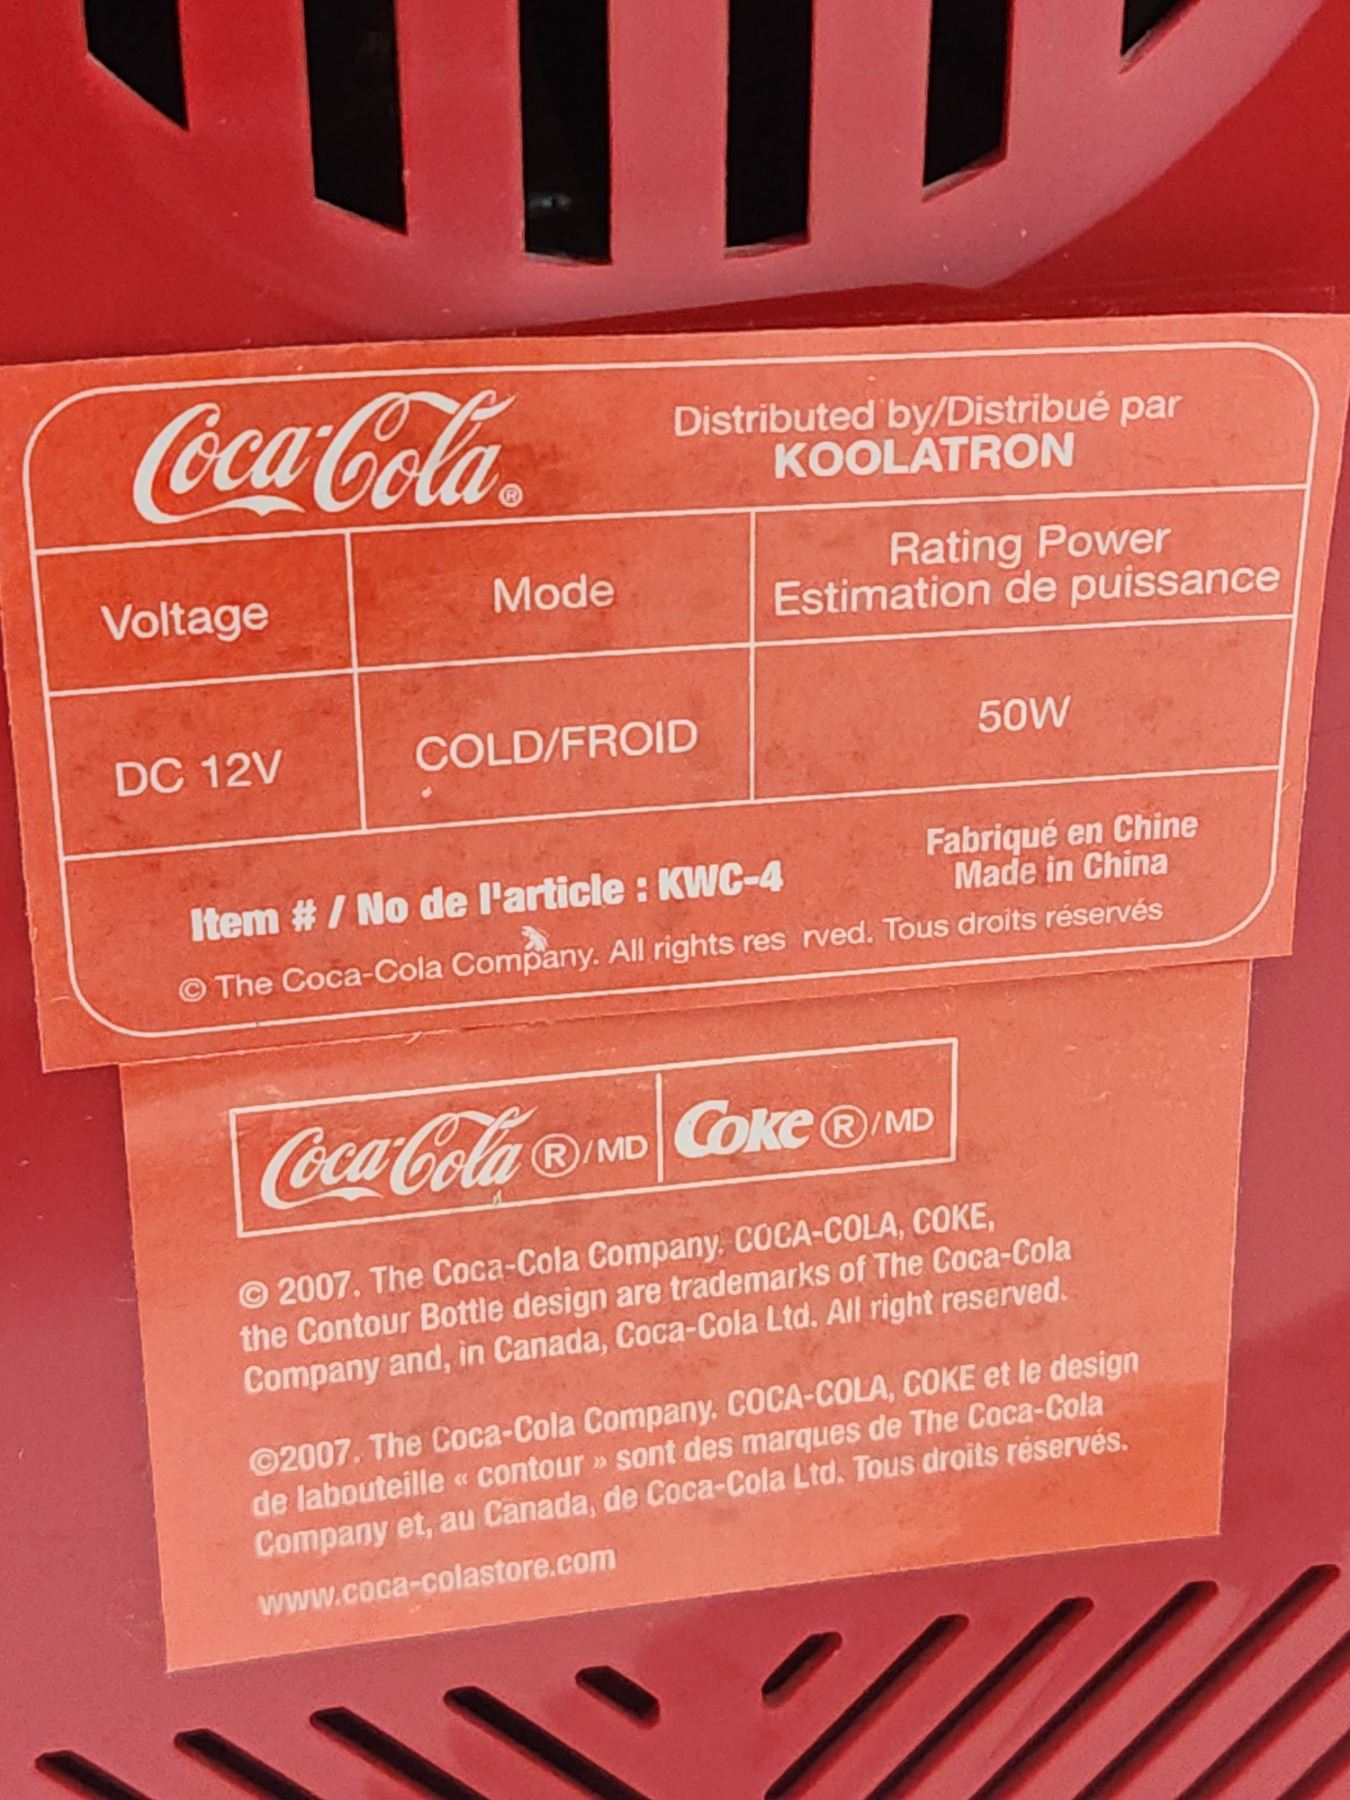 Coca-Cola®
Distributed by/Distribué par
KOOLATRON
Voltage
Mode
Rating Power
Estimation de puissance
DC 12V
COLD/FROID
50W
Item # / No de l'article : KWC-4
Fabriqué en Chine
Made in China
© The Coca-Cola Company. All rights res rved. Tous droits réservés
Coca-Cola ®/MD
Coke ®/MD
© 2007. The Coca-Cola Company. COCA-COLA, COKE,
the Contour Bottle design are trademarks of The Coca-Cola
Company and, in Canada, Coca-Cola Ltd. All right reserved.
©2007. The Coca-Cola Company. COCA-COLA, COKE et le design
de labouteille « contour » sont des marques de The Coca-Cola
Company et, au Canada, de Coca-Cola Ltd. Tous droits réservés.
www.coca-colastore.com